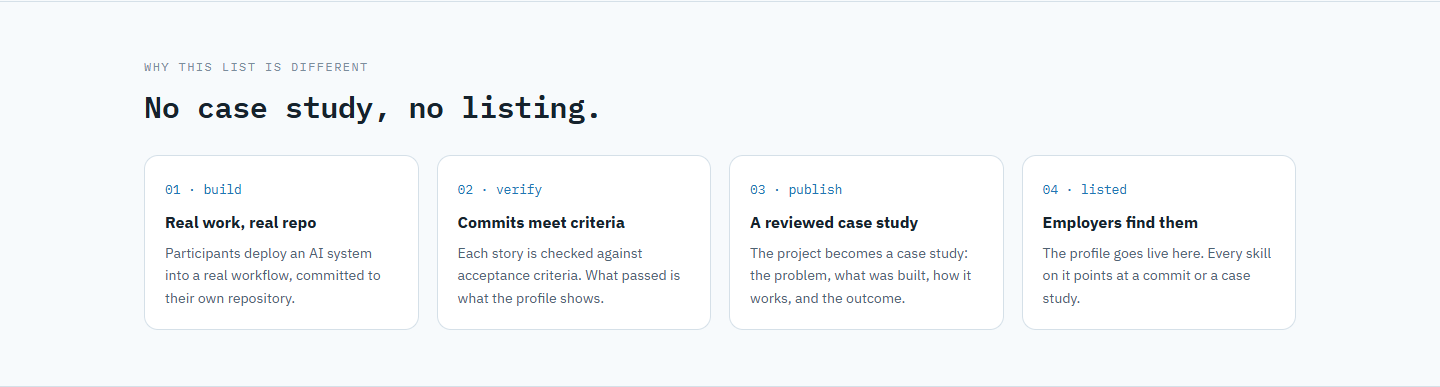 WHY THIS LIST IS DIFFERENT
No case study, no listing.
01 · build
Real work, real repo
Participants deploy an AI system
into a real workflow, committed to
their own repository.
02 · verify
Commits meet criteria
Each story is checked against
acceptance criteria. What passed is
what the profile shows.
03 · publish
A reviewed case study
The project becomes a case study:
the problem, what was built, how it
works, and the outcome.
04 · listed
Employers find them
The profile goes live here. Every skill
on it points at a commit or a case
study.